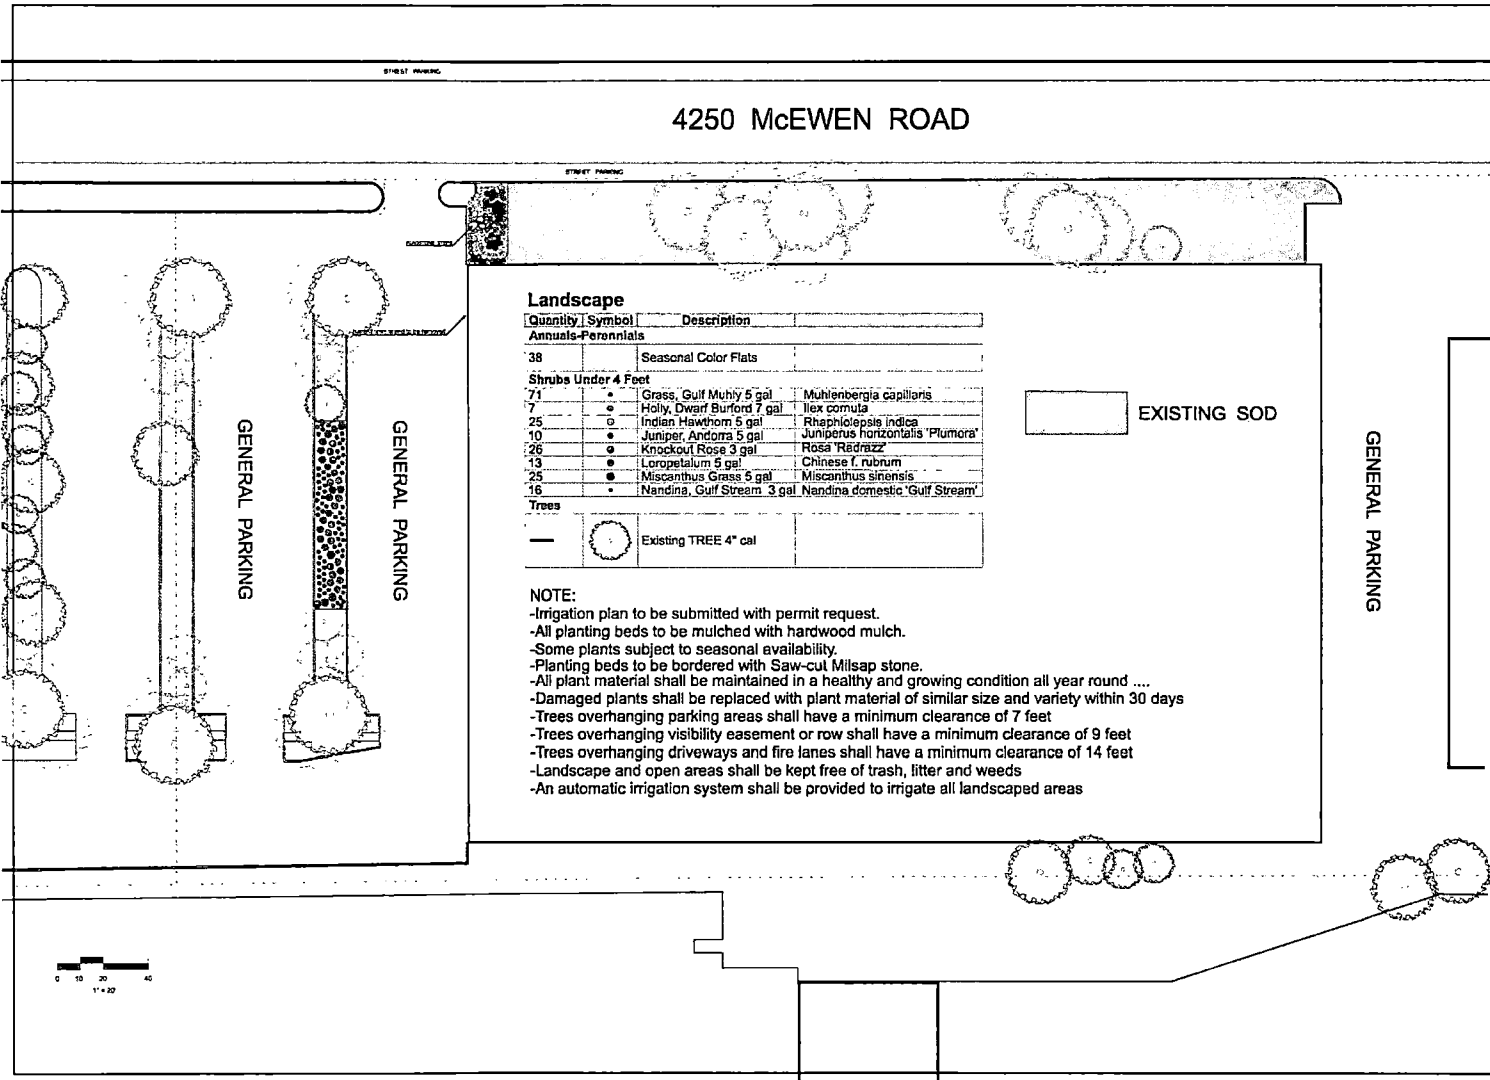 STREET PARKING
4250 McEWEN ROAD
STREET PARKING
Landscape
Quantity Symbol Description
Annuals-Perennials
38 Seasonal Color Flats
Shrubs Under 4 Feet
71 Grass, Gulf Muhly 5 gal Muhlenbergia capillaris
7 Holly, Dwarf Burford 7 gal Ilex cornuta
25 Indian Hawthorn 5 gal Rhaphiolepsis indica
10 Juniper, Andorra 5 gal Juniperus horizontalis 'Plumora'
26 Knockout Rose 3 gal Rosa 'Radrazz'
13 Loropetalum 5 gal Chinese f. rubrum
25 Miscanthus Grass 5 gal Miscanthus sinensis
16 Nandina, Gulf Stream 3 gal Nandina domestic 'Gulf Stream'
Trees
Existing TREE 4" cal
EXISTING SOD
GENERAL PARKING
GENERAL PARKING
GENERAL PARKING
NOTE:
-Irrigation plan to be submitted with permit request.
-All planting beds to be mulched with hardwood mulch.
-Some plants subject to seasonal availability.
-Planting beds to be bordered with Saw-cut Milsap stone.
-All plant material shall be maintained in a healthy and growing condition all year round ....
-Damaged plants shall be replaced with plant material of similar size and variety within 30 days
-Trees overhanging parking areas shall have a minimum clearance of 7 feet
-Trees overhanging visibility easement or row shall have a minimum clearance of 9 feet
-Trees overhanging driveways and fire lanes shall have a minimum clearance of 14 feet
-Landscape and open areas shall be kept free of trash, litter and weeds
-An automatic irrigation system shall be provided to irrigate all landscaped areas
0 10 20 40
1" = 20'